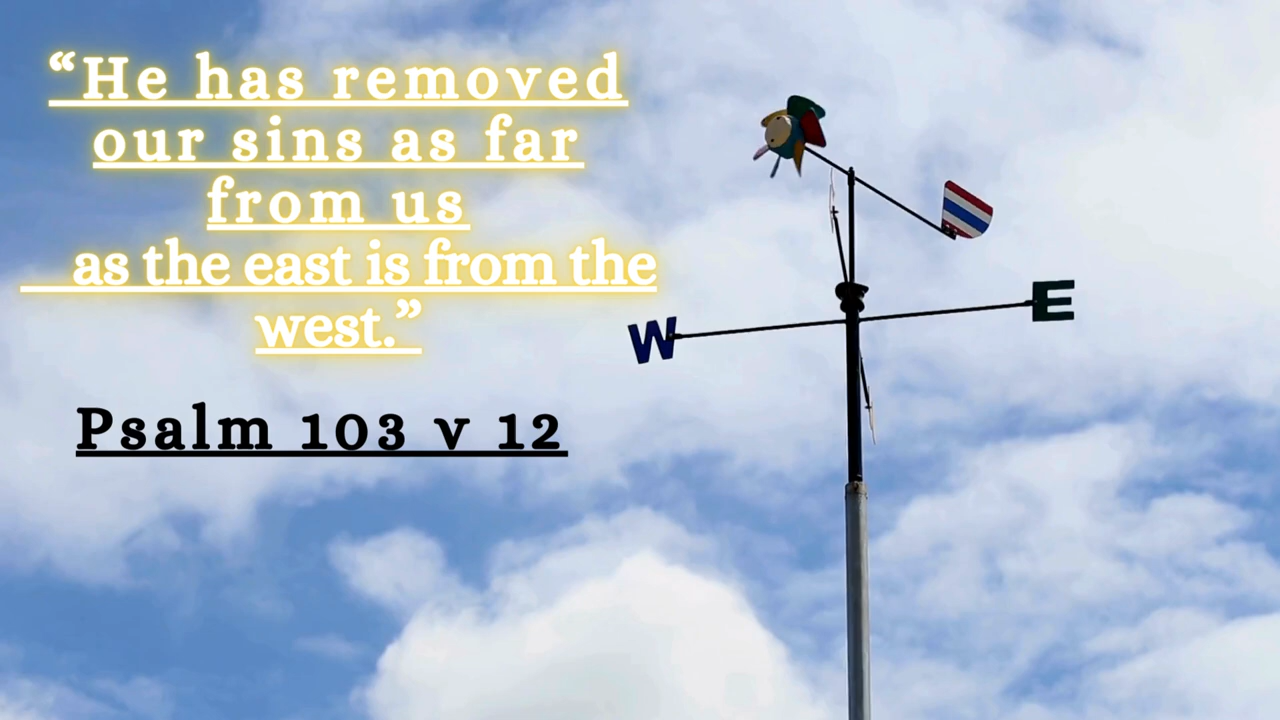 “He has removed
our sins as far
from us
as the east is from the
west.”
Psalm 103 v 12
W
E